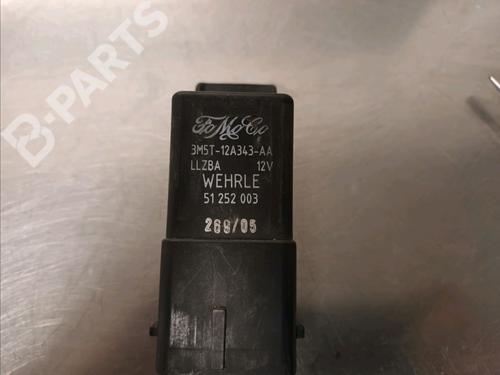 B-PARTS
FoMoCo
3M5T-12A343-AA
LLZBA 12V
WEHRLE
51 252 003
269/05